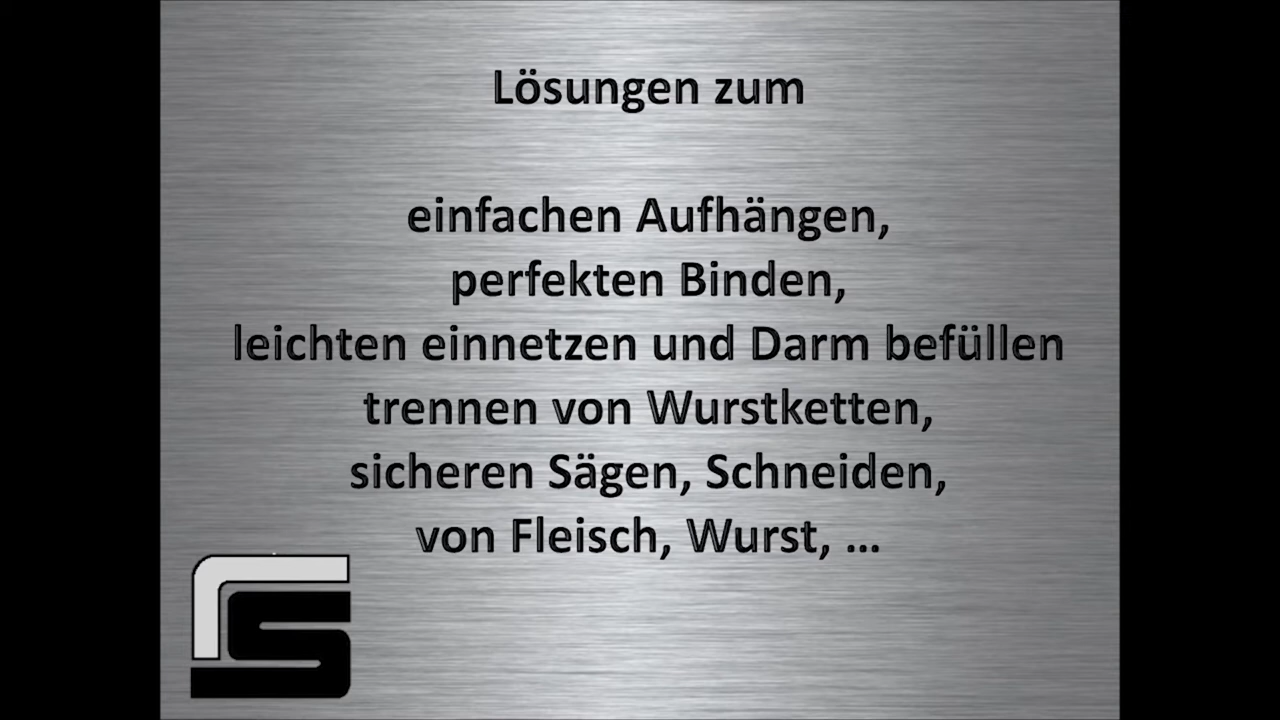 Lösungen zum
einfachen Aufhängen,
perfekten Binden,
leichten einnetzen und Darm befüllen
trennen von Wurstketten,
sicheren Sägen, Schneiden,
von Fleisch, Wurst, ...
rs